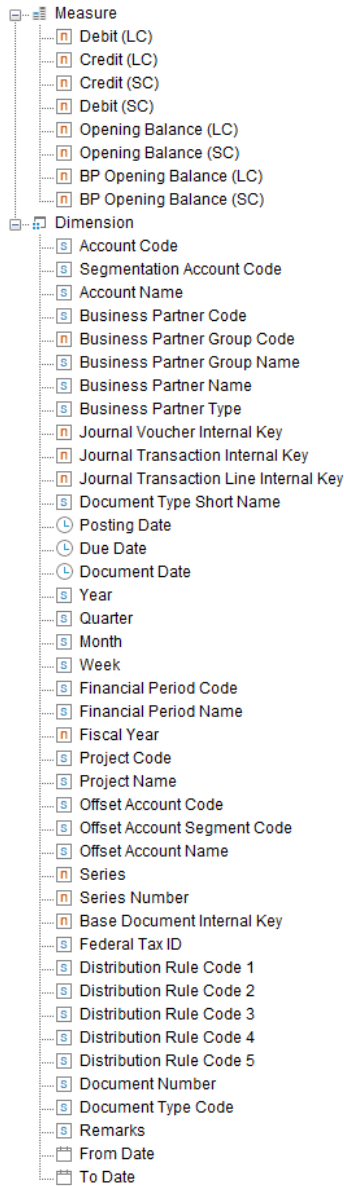 Measure
n Debit (LC)
n Credit (LC)
n Credit (SC)
n Debit (SC)
n Opening Balance (LC)
n Opening Balance (SC)
n BP Opening Balance (LC)
n BP Opening Balance (SC)
Dimension
s Account Code
s Segmentation Account Code
s Account Name
s Business Partner Code
n Business Partner Group Code
s Business Partner Group Name
s Business Partner Name
s Business Partner Type
n Journal Voucher Internal Key
n Journal Transaction Internal Key
n Journal Transaction Line Internal Key
s Document Type Short Name
Posting Date
Due Date
Document Date
s Year
s Quarter
s Month
s Week
s Financial Period Code
s Financial Period Name
n Fiscal Year
s Project Code
s Project Name
s Offset Account Code
s Offset Account Segment Code
s Offset Account Name
n Series
n Series Number
n Base Document Internal Key
s Federal Tax ID
s Distribution Rule Code 1
s Distribution Rule Code 2
s Distribution Rule Code 3
s Distribution Rule Code 4
s Distribution Rule Code 5
s Document Number
s Document Type Code
s Remarks
From Date
To Date